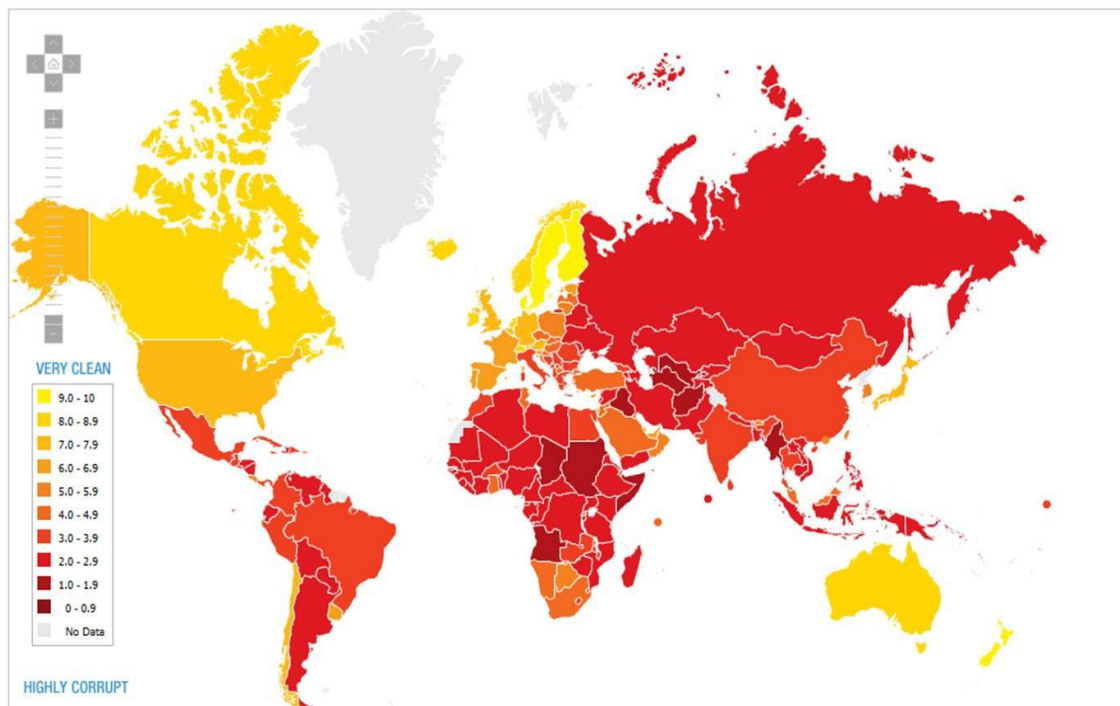 VERY CLEAN
9.0 - 10
8.0 - 8.9
7.0 - 7.9
6.0 - 6.9
5.0 - 5.9
4.0 - 4.9
3.0 - 3.9
2.0 - 2.9
1.0 - 1.9
0 - 0.9
No Data
HIGHLY CORRUPT